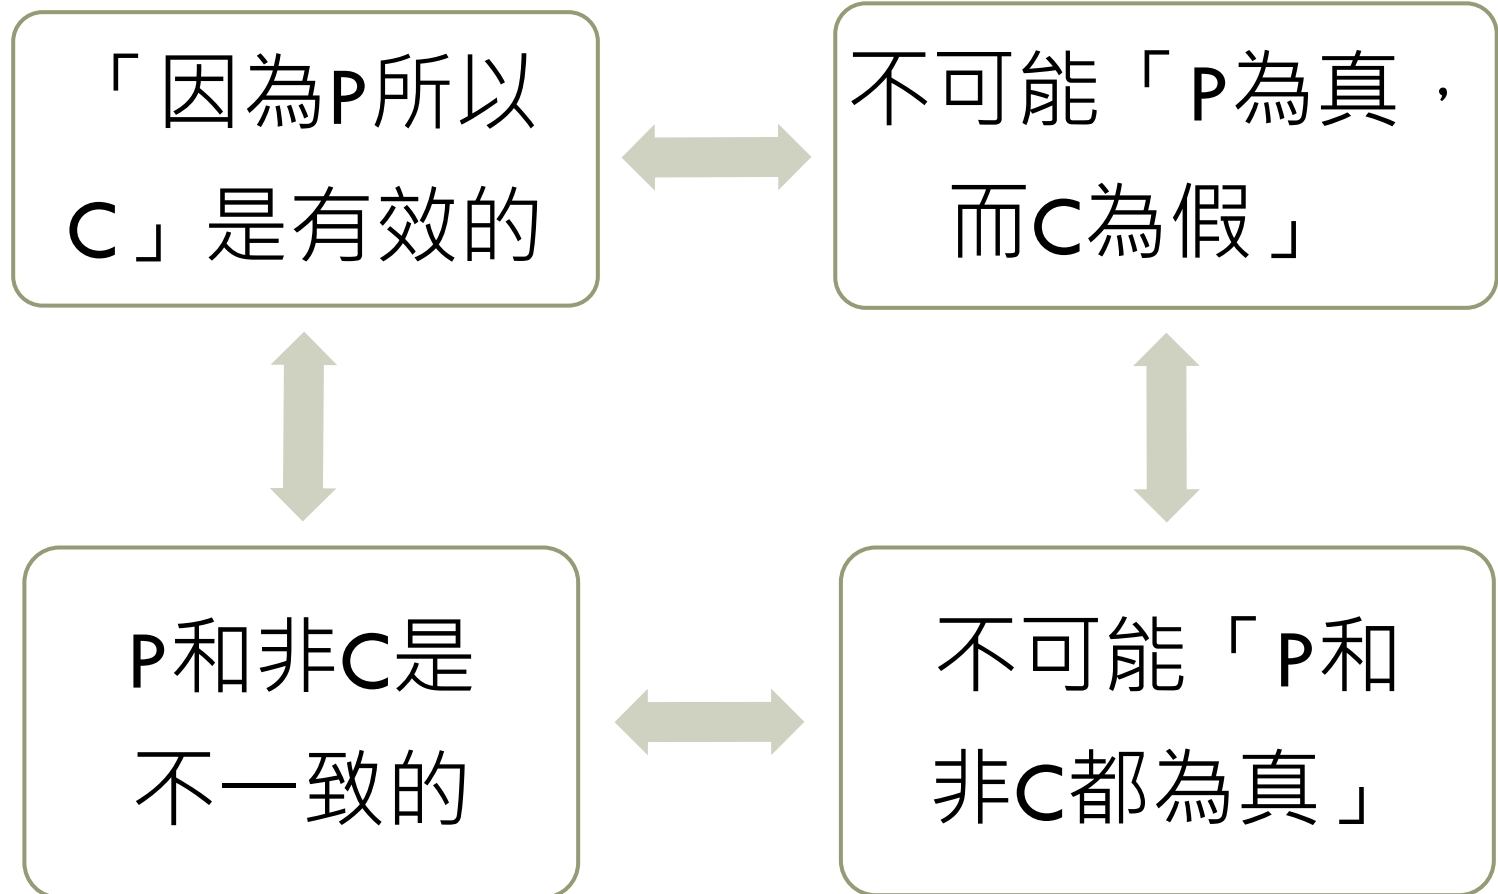 「因為P所以
C」是有效的
不可能「P為真，
而C為假」
P和非C是
不一致的
不可能「P和
非C都為真」